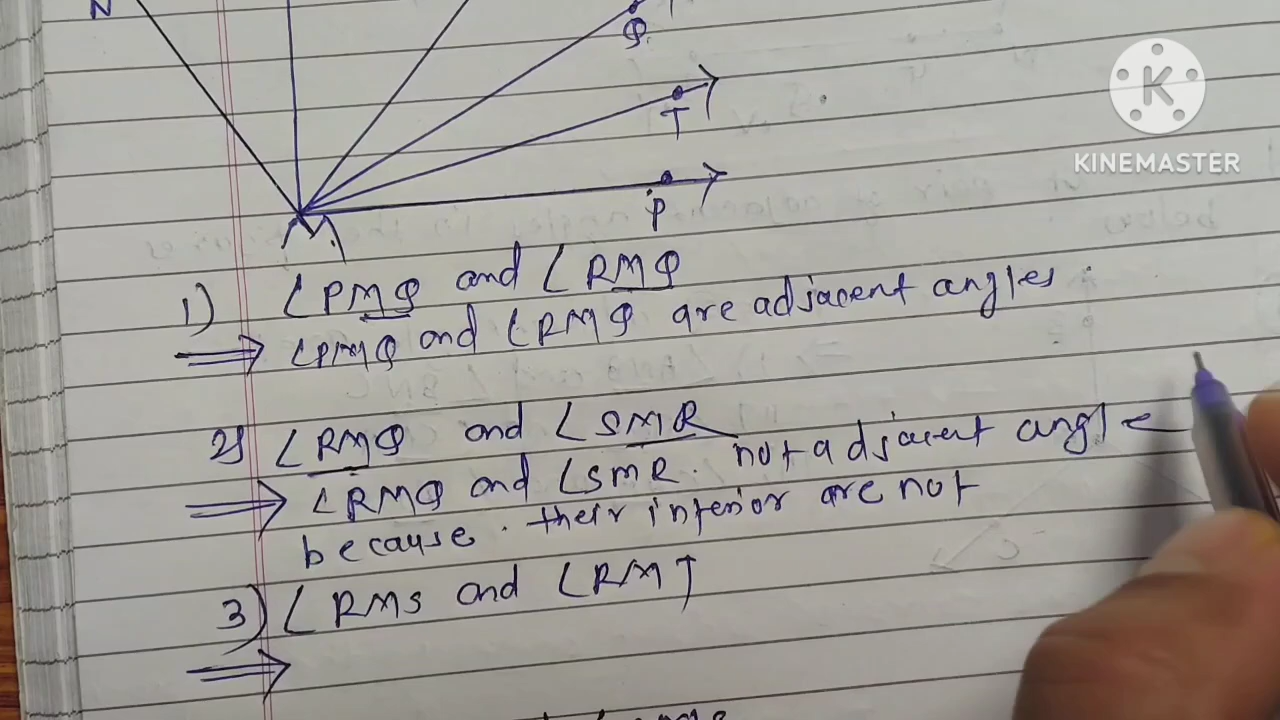 N
Q.
T
P
M
K
KINEMASTER
1) ∠PMQ and ∠RMQ
⇒ ∠PMQ and ∠RMQ are adjacent angles.
2) ∠RMQ and ∠SMR
⇒ ∠RMQ and ∠SMR. not adjacent angle
because. their interior are not
3) ∠RMS and ∠RMT
⇒